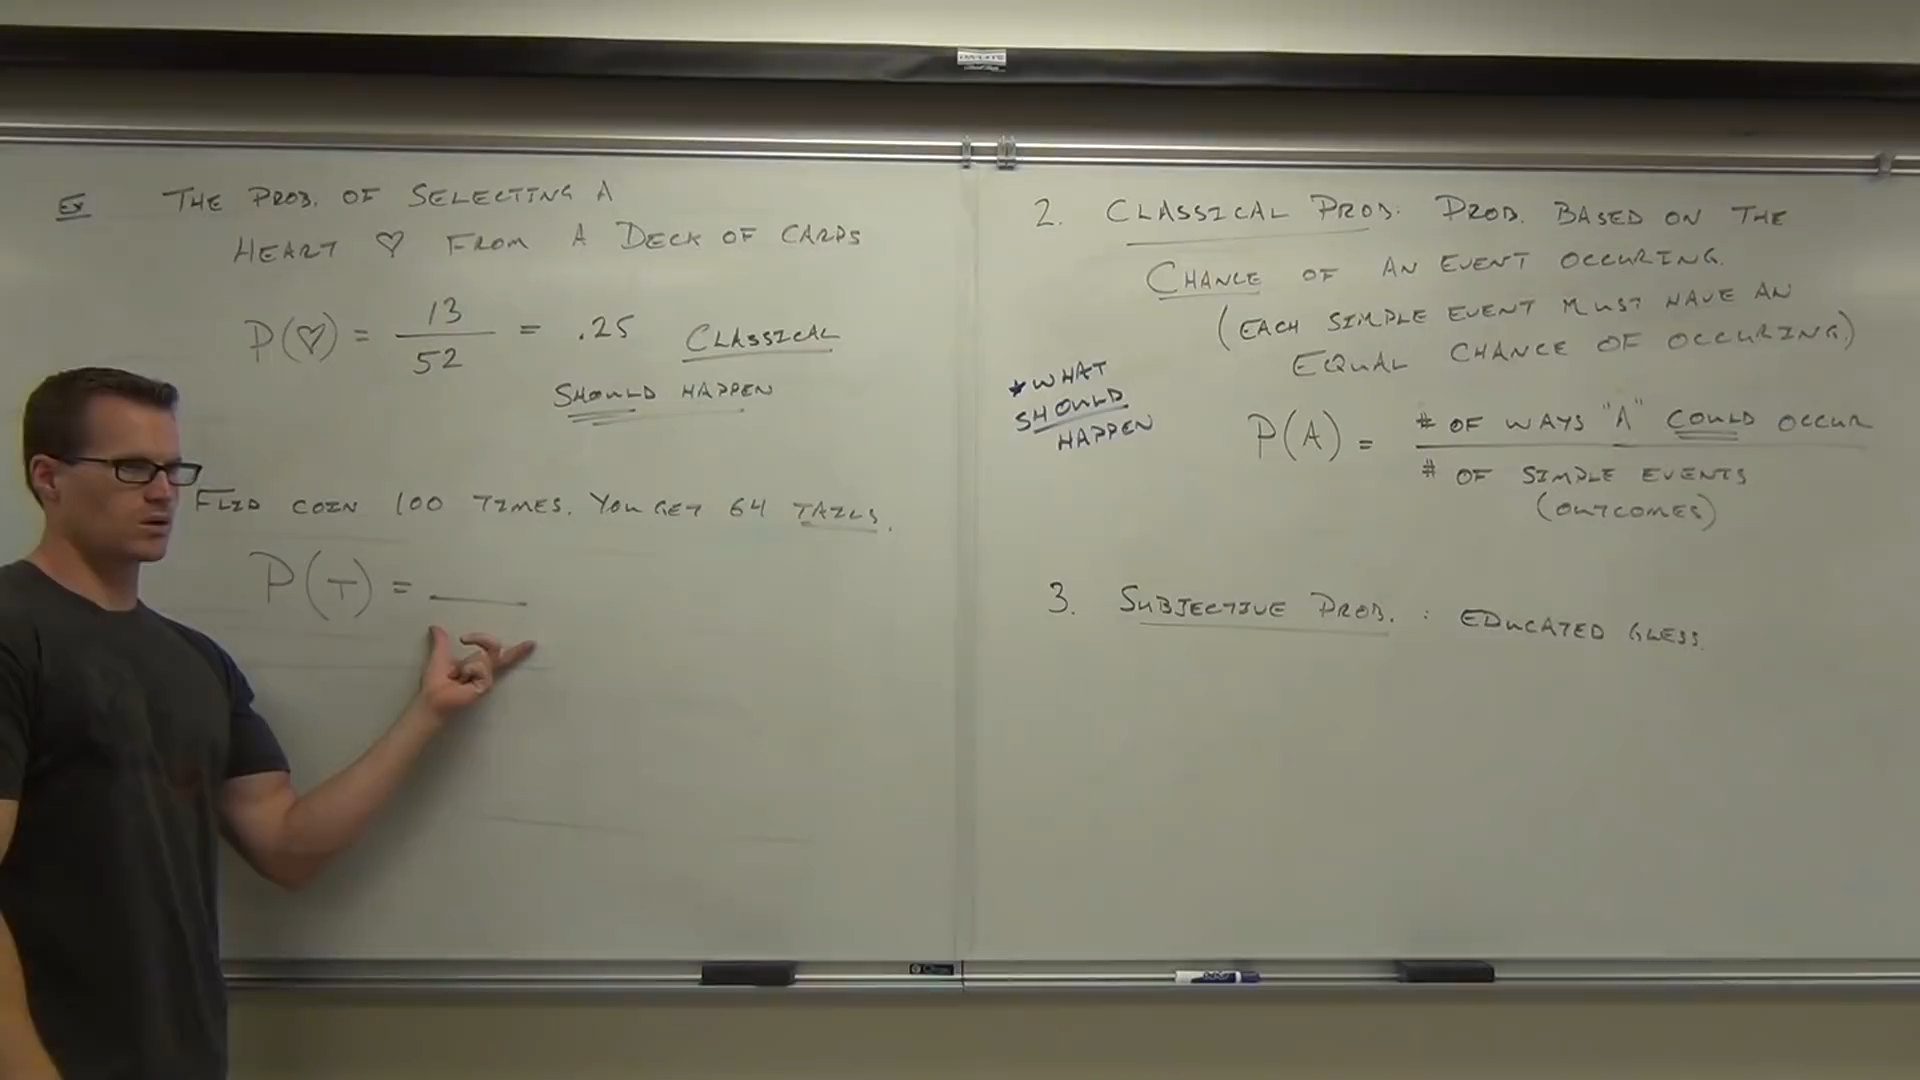 Ex THE PROB. OF SELECTING A
HEART ♡ FROM A DECK OF CARDS
P(♡) = 13/52 = .25 CLASSICAL
SHOULD HAPPEN
FLIP COIN 100 TIMES. YOU GET 64 TAILS.
P(T) =
2. CLASSICAL PROB: PROB. BASED ON THE
CHANCE OF AN EVENT OCCURING.
(EACH SIMPLE EVENT MUST HAVE AN
EQUAL CHANCE OF OCCURING.)
*WHAT
SHOULD
HAPPEN
P(A) = # OF WAYS "A" COULD OCCUR
# OF SIMPLE EVENTS
(OUTCOMES)
3. SUBJECTIVE PROB. : EDUCATED GUESS.